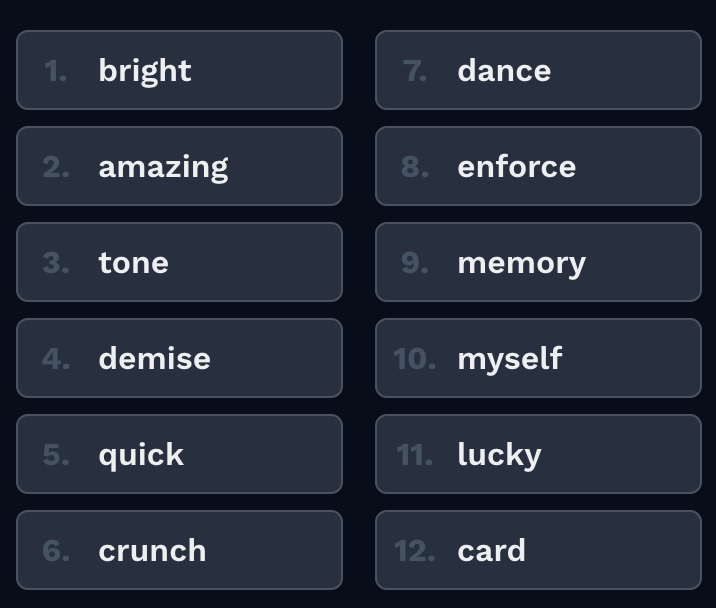 1. bright
2. amazing
3. tone
4. demise
5. quick
6. crunch
7. dance
8. enforce
9. memory
10. myself
11. lucky
12. card